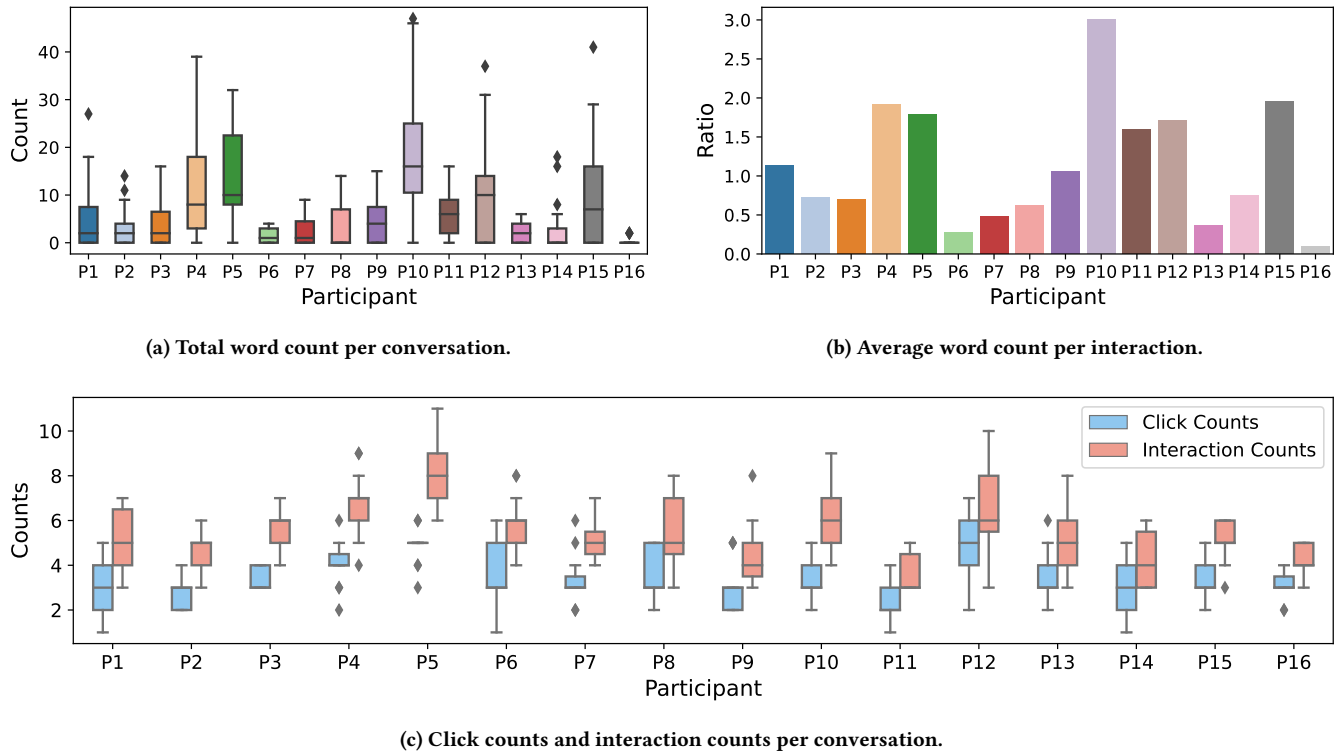 40
30
20
10
0
Count
P1 P2 P3 P4 P5 P6 P7 P8 P9 P10 P11 P12 P13 P14 P15 P16
Participant
(a) Total word count per conversation.
3.0
2.5
2.0
1.5
1.0
0.5
0.0
Ratio
P1 P2 P3 P4 P5 P6 P7 P8 P9 P10 P11 P12 P13 P14 P15 P16
Participant
(b) Average word count per interaction.
10
8
6
4
2
Counts
Click Counts
Interaction Counts
P1 P2 P3 P4 P5 P6 P7 P8 P9 P10 P11 P12 P13 P14 P15 P16
Participant
(c) Click counts and interaction counts per conversation.